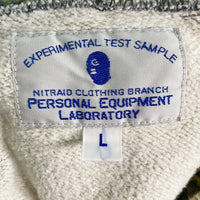 EXPERIMENTAL TEST SAMPLE
NITRAID CLOTHING BRANCH
PERSONAL EQUIPMENT
LABORATORY
L